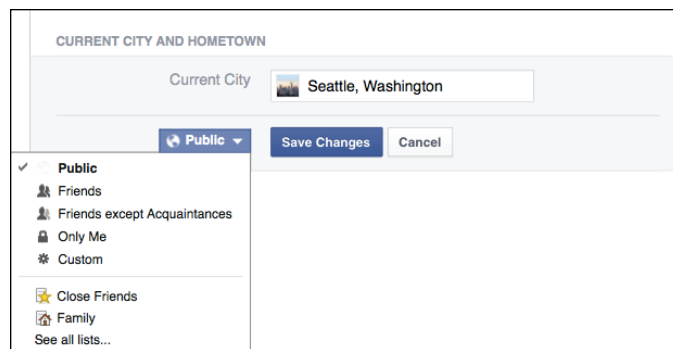 CURRENT CITY AND HOMETOWN
Current City
Seattle, Washington
Public
Save Changes
Cancel
Public
Friends
Friends except Acquaintances
Only Me
Custom
Close Friends
Family
See all lists...